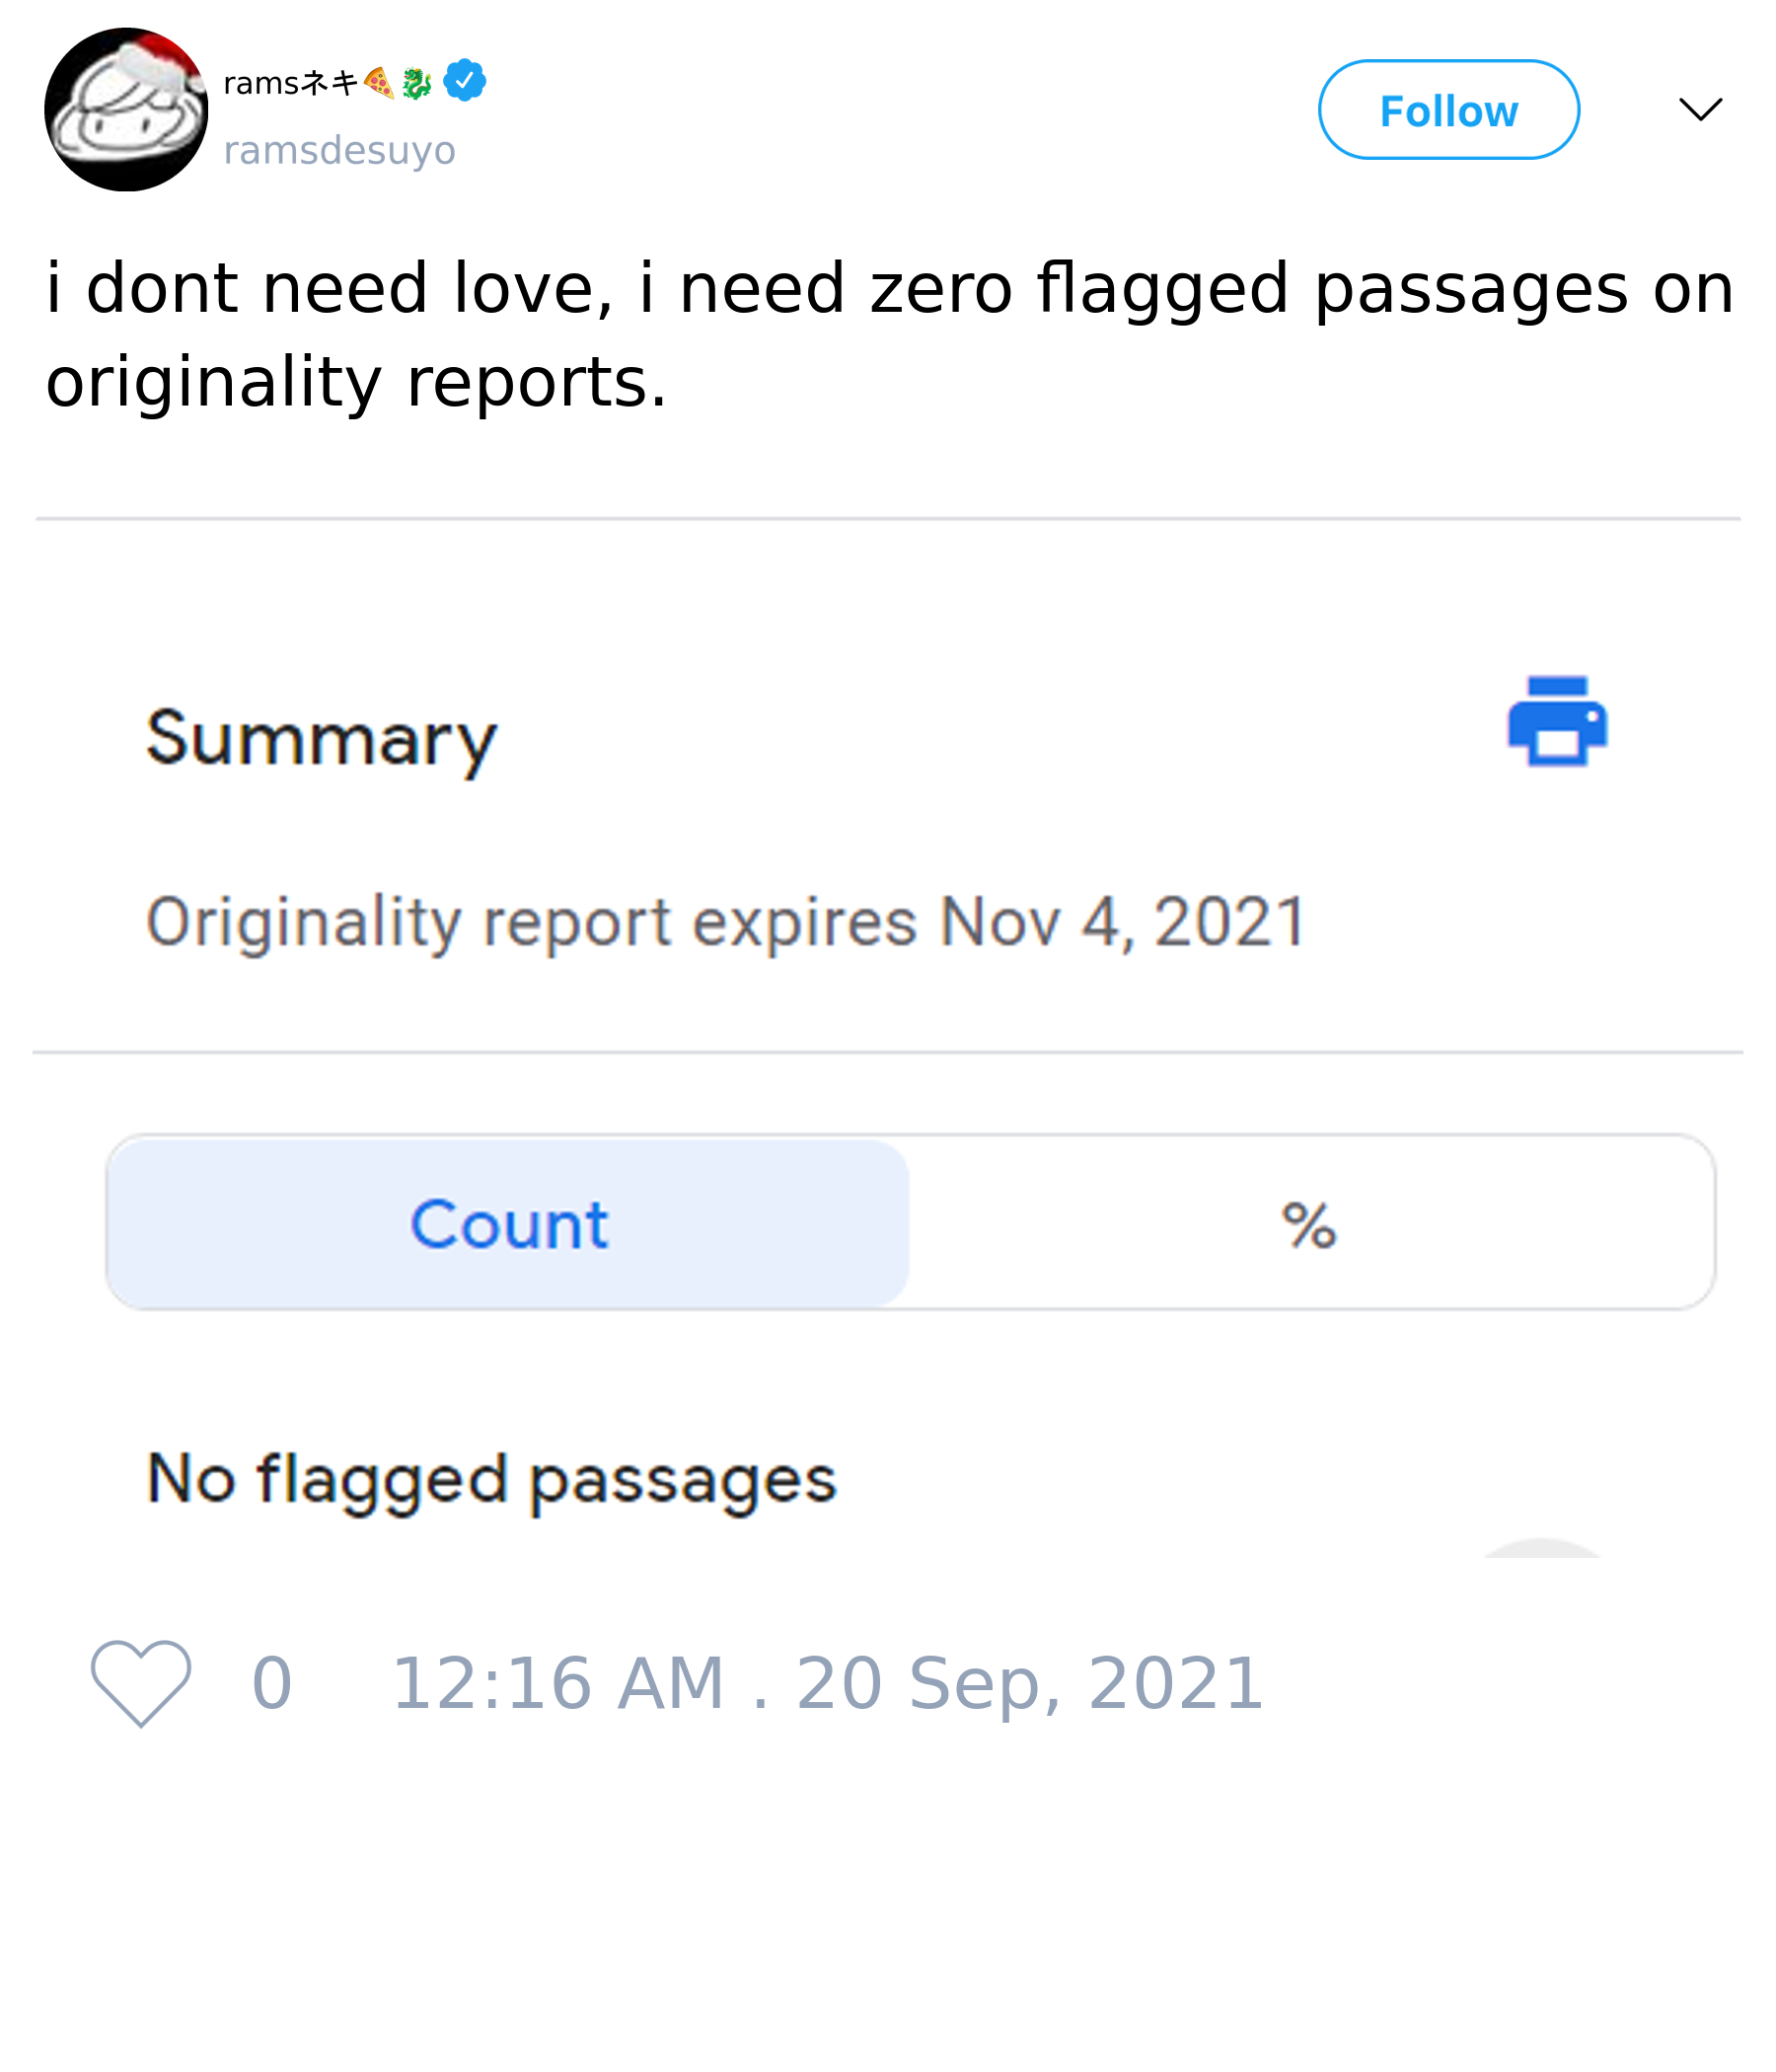 ramsネキ🍕🐉
ramsdesuyo
Follow
i dont need love, i need zero flagged passages on
originality reports.
Summary
Originality report expires Nov 4, 2021
Count %
No flagged passages
0 12:16 AM . 20 Sep, 2021